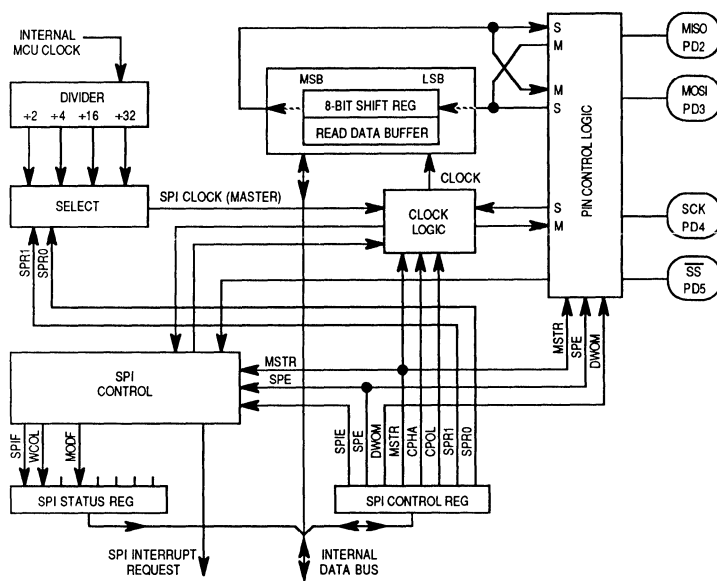 INTERNAL
MCU CLOCK
DIVIDER
+2 +4 +16 +32
SELECT
SPI CLOCK (MASTER)
SPR1
SPR0
MSB LSB
8-BIT SHIFT REG
READ DATA BUFFER
CLOCK
CLOCK
LOGIC
S
M
M
S
S
M
PIN CONTROL LOGIC
MISO
PD2
MOSI
PD3
SCK
PD4
SS
PD5
MSTR
SPE
DWOM
SPI
CONTROL
MSTR
SPE
SPIF
WCOL
MODF
SPIE
SPE
DWOM
MSTR
CPHA
CPOL
SPR1
SPR0
SPI STATUS REG
SPI CONTROL REG
SPI INTERRUPT
REQUEST
INTERNAL
DATA BUS